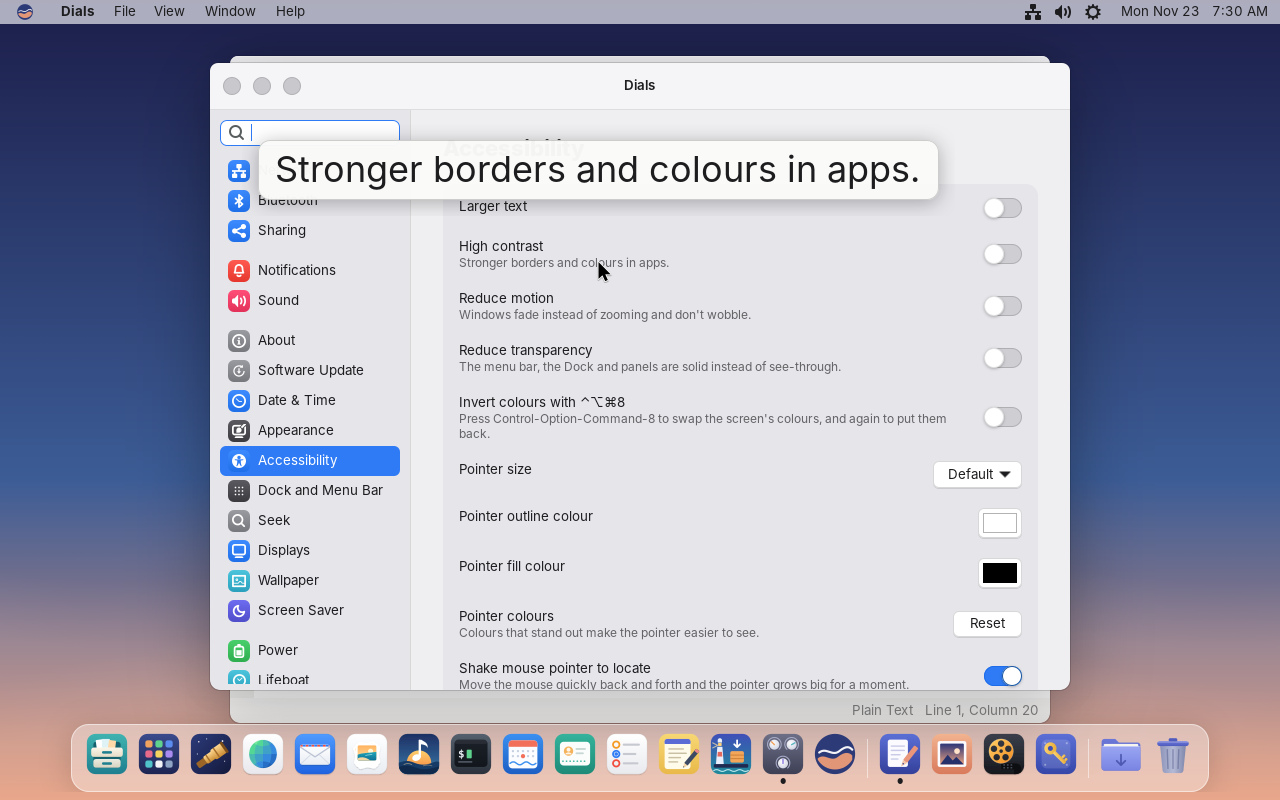 Dials File View Window Help Mon Nov 23 7:30 AM
Dials
Accessibility
Stronger borders and colours in apps.
Bluetooth
Sharing
Notifications
Sound
About
Software Update
Date & Time
Appearance
Accessibility
Dock and Menu Bar
Seek
Displays
Wallpaper
Screen Saver
Power
Lifeboat
Larger text
High contrast
Stronger borders and colours in apps.
Reduce motion
Windows fade instead of zooming and don't wobble.
Reduce transparency
The menu bar, the Dock and panels are solid instead of see-through.
Invert colours with ^⌥⌘8
Press Control-Option-Command-8 to swap the screen's colours, and again to put them
back.
Pointer size
Default
Pointer outline colour
Pointer fill colour
Pointer colours
Colours that stand out make the pointer easier to see.
Reset
Shake mouse pointer to locate
Move the mouse quickly back and forth and the pointer grows big for a moment.
Plain Text Line 1, Column 20
$